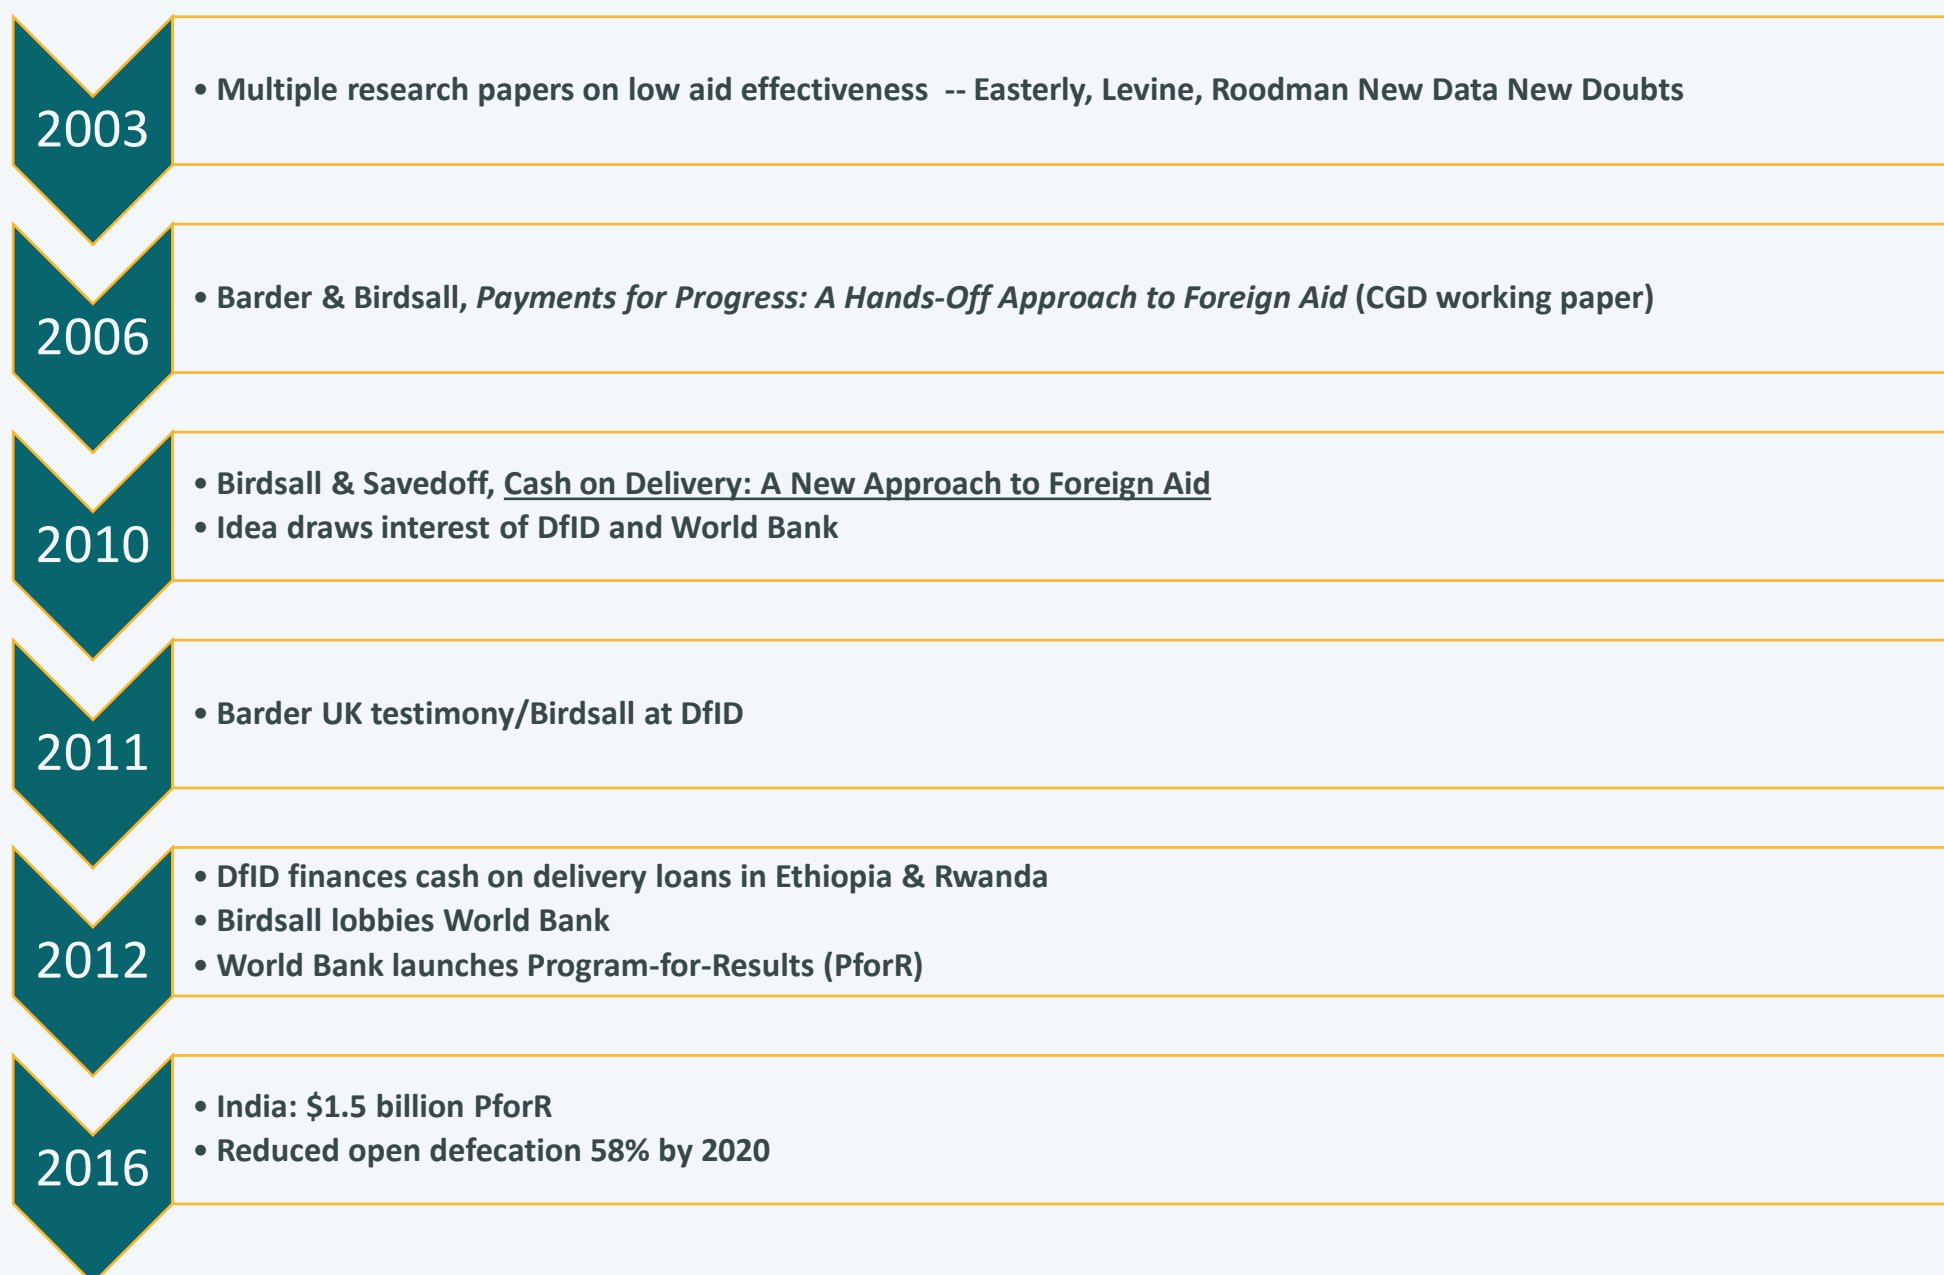 2003
• Multiple research papers on low aid effectiveness -- Easterly, Levine, Roodman New Data New Doubts
2006
• Barder & Birdsall, Payments for Progress: A Hands-Off Approach to Foreign Aid (CGD working paper)
2010
• Birdsall & Savedoff, Cash on Delivery: A New Approach to Foreign Aid
• Idea draws interest of DfID and World Bank
2011
• Barder UK testimony/Birdsall at DfID
2012
• DfID finances cash on delivery loans in Ethiopia & Rwanda
• Birdsall lobbies World Bank
• World Bank launches Program-for-Results (PforR)
2016
• India: $1.5 billion PforR
• Reduced open defecation 58% by 2020